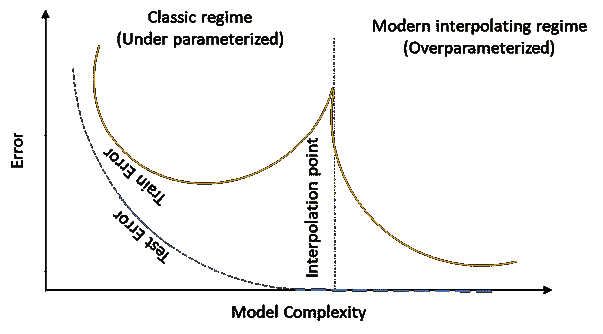 Classic regime
(Under parameterized)
Modern interpolating regime
(Overparameterized)
Error
Train Error
Test Error
Interpolation point
Model Complexity